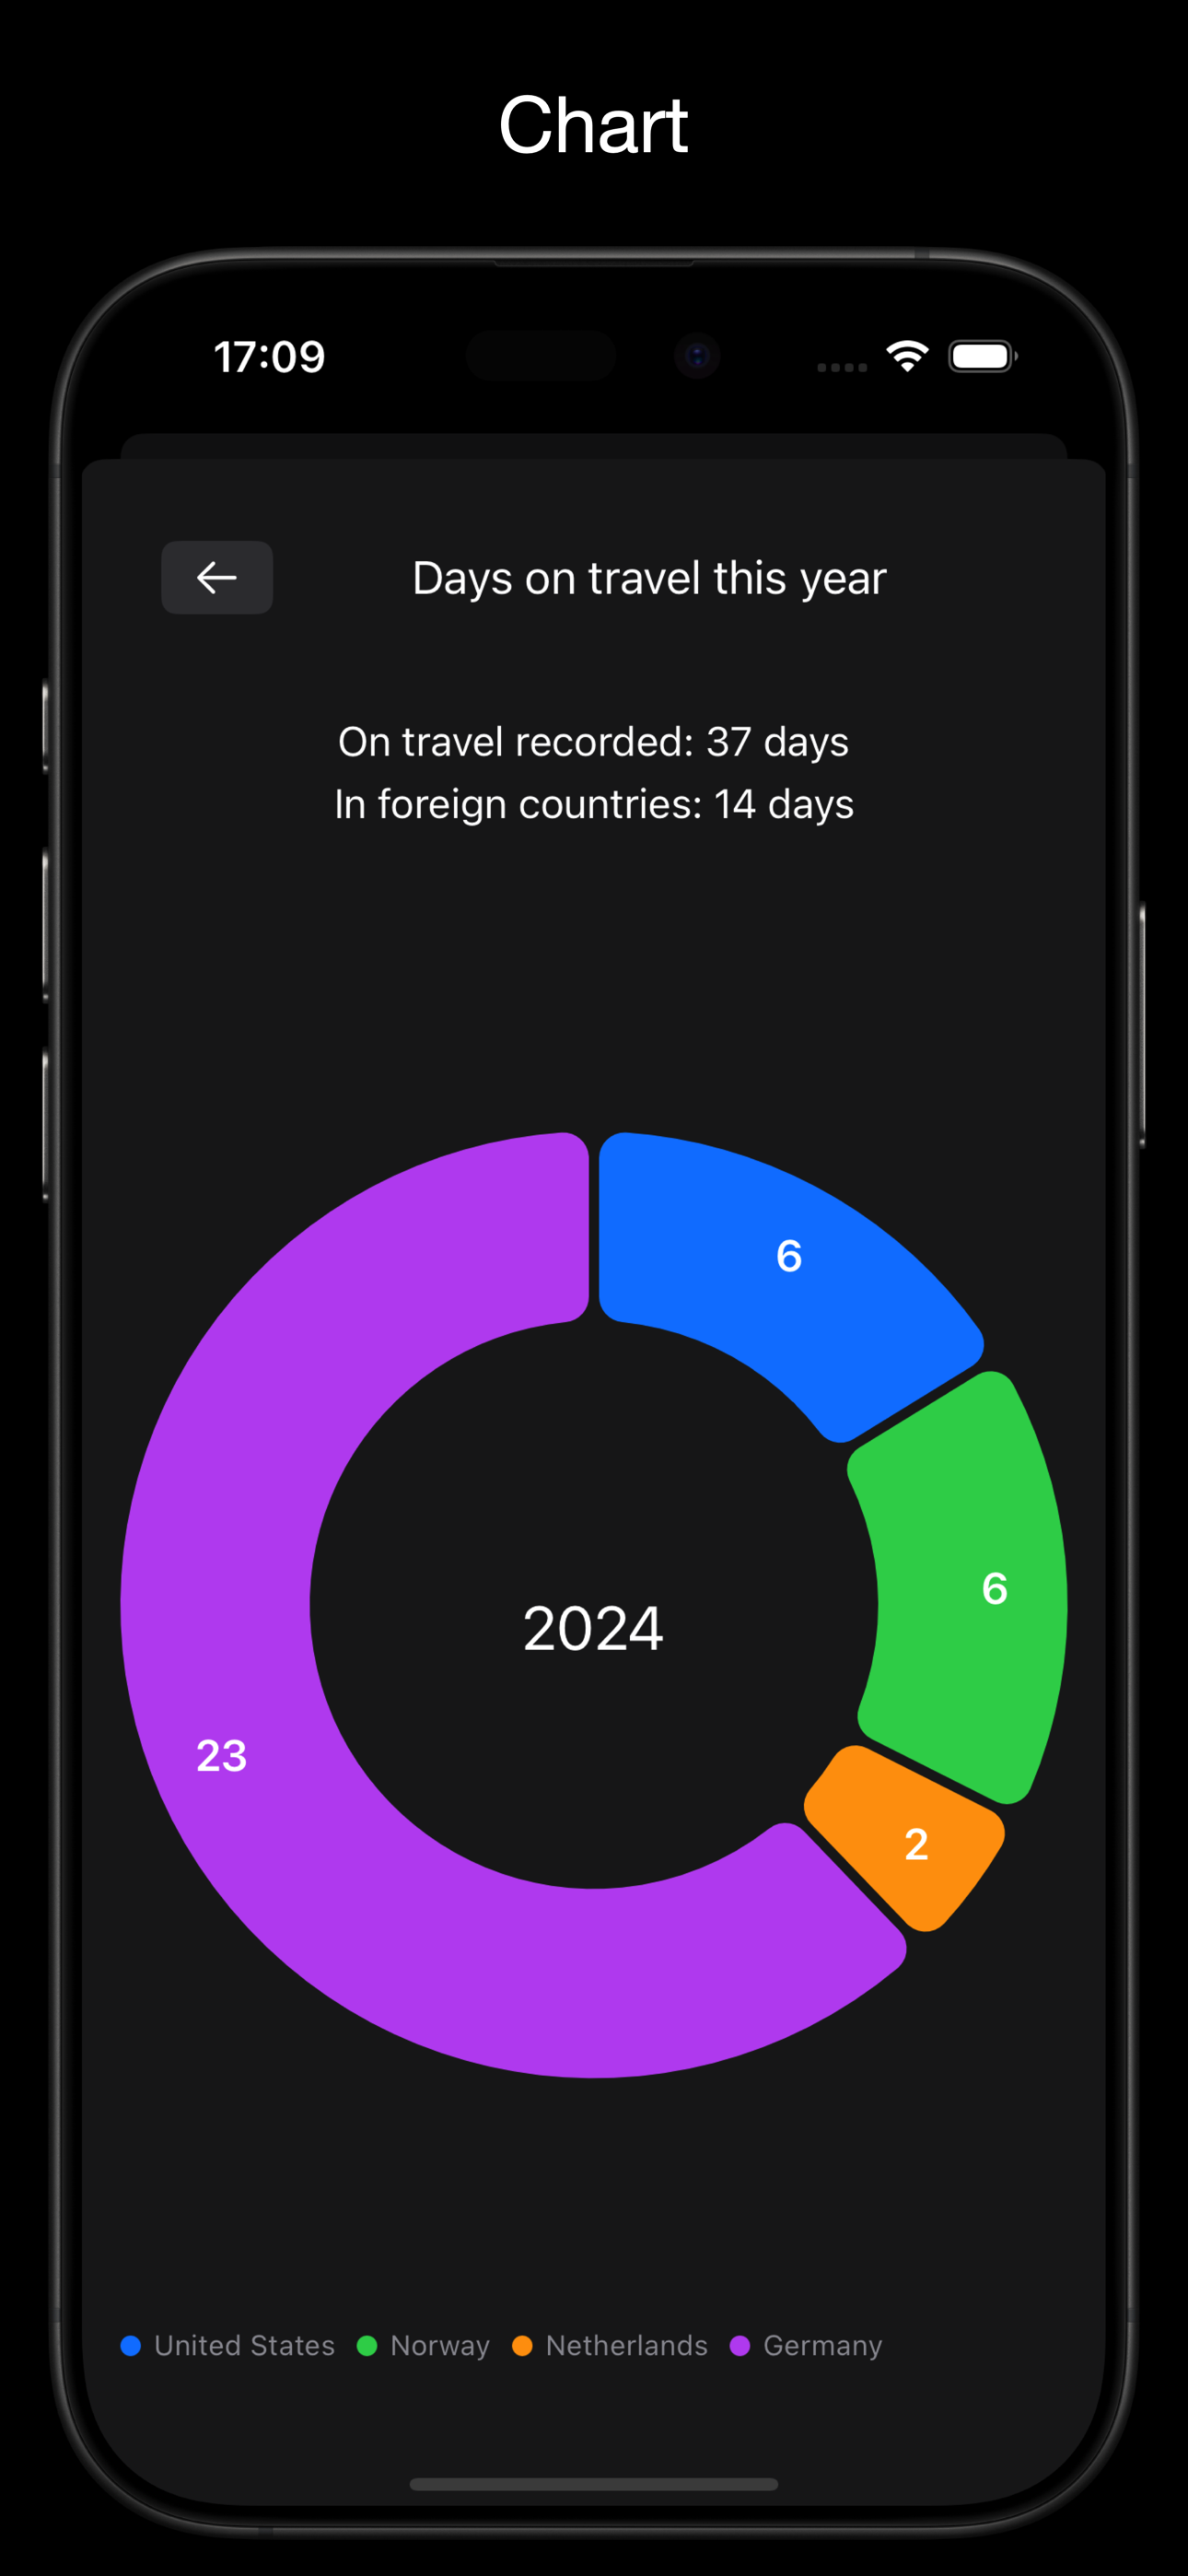 Chart
17:09
Days on travel this year
On travel recorded: 37 days
In foreign countries: 14 days
6
6
2024
23
2
United States Norway Netherlands Germany